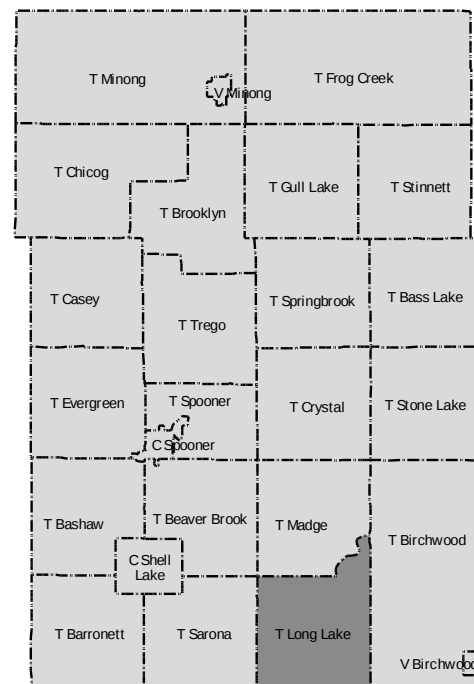 T Minong
T Frog Creek
V Minong
T Chicog
T Gull Lake
T Stinnett
T Brooklyn
T Casey
T Springbrook
T Bass Lake
T Trego
T Evergreen
T Spooner
T Crystal
T Stone Lake
C Spooner
T Bashaw
T Beaver Brook
T Madge
T Birchwood
C Shell
Lake
T Barronett
T Sarona
T Long Lake
V Birchwood